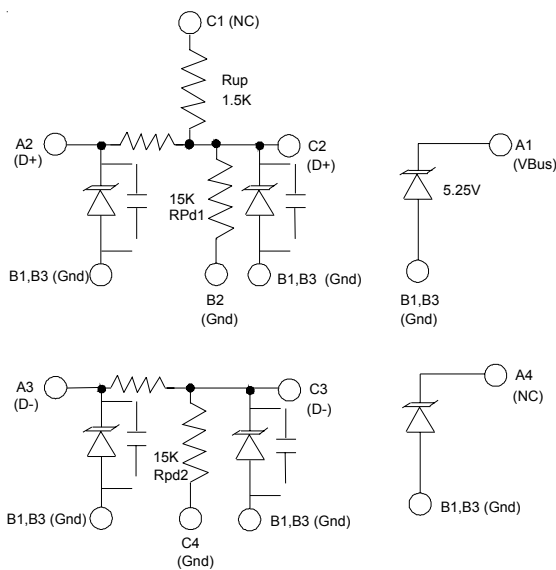 C1 (NC)
Rup
1.5K
A2
(D+)
C2
(D+)
A1
(VBus)
15K
RPd1
5.25V
B1,B3 (Gnd)
B2
(Gnd)
B1,B3 (Gnd)
B1,B3
(Gnd)
A3
(D-)
C3
(D-)
A4
(NC)
15K
Rpd2
B1,B3 (Gnd)
C4
(Gnd)
B1,B3 (Gnd)
B1,B3 (Gnd)